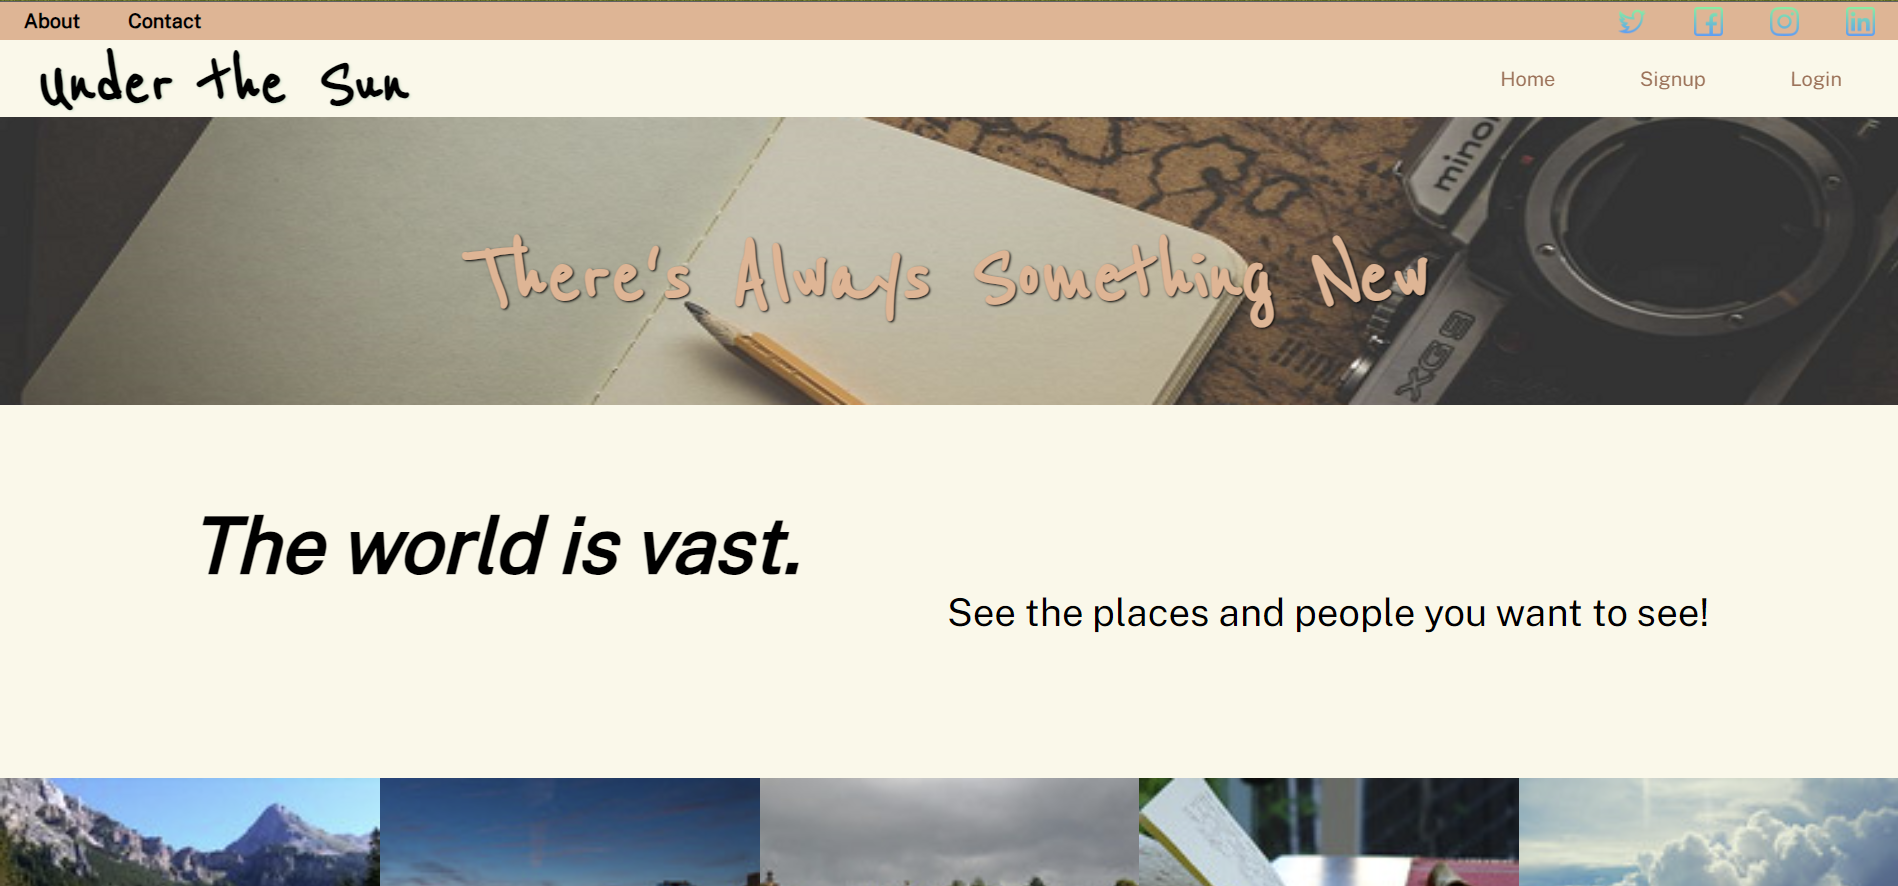 About Contact
Under the Sun
Home Signup Login
There's Always Something New
minol
XG 9
The world is vast.
See the places and people you want to see!